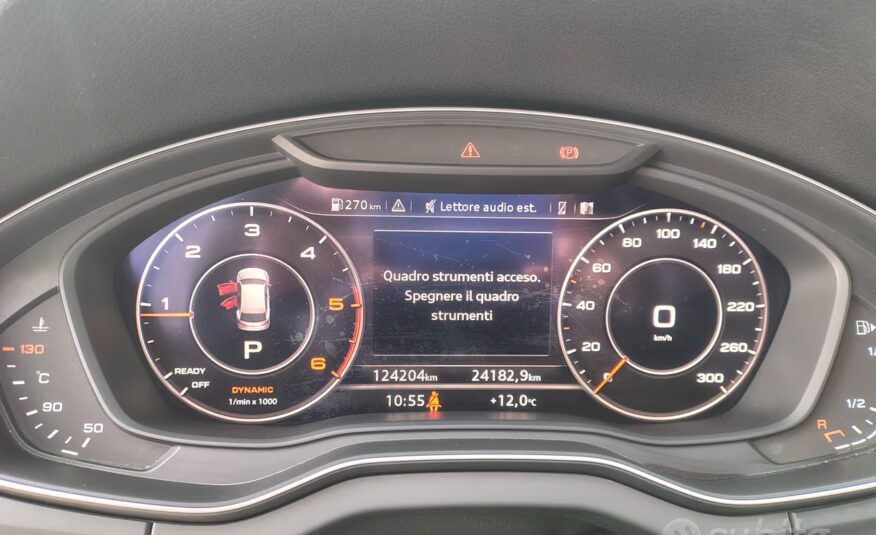 270 km
Lettore audio est.
Quadro strumenti acceso.
Spegnere il quadro
strumenti
1 2 3 4 5 6
READY
OFF
P
DYNAMIC
1/min x 1000
0 20 40 60 80 100 140 180 220 260 300
0
km/h
124204km
24182,9km
10:55
+12,0°C
130
°C
90
50
1/2
R